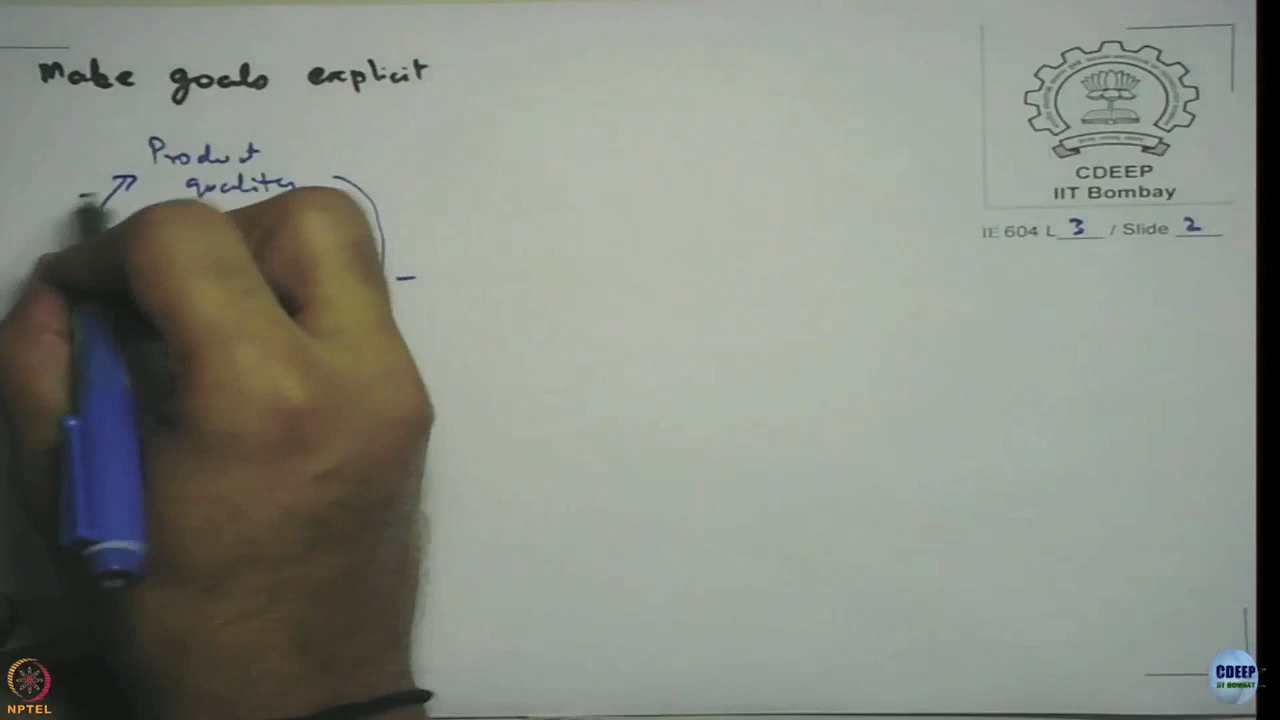 Make goals explicit
Product
quality
CDEEP
IIT Bombay
IE 604 L 3 / Slide 2
NPTEL
CDEEP
IIT BOMBAY